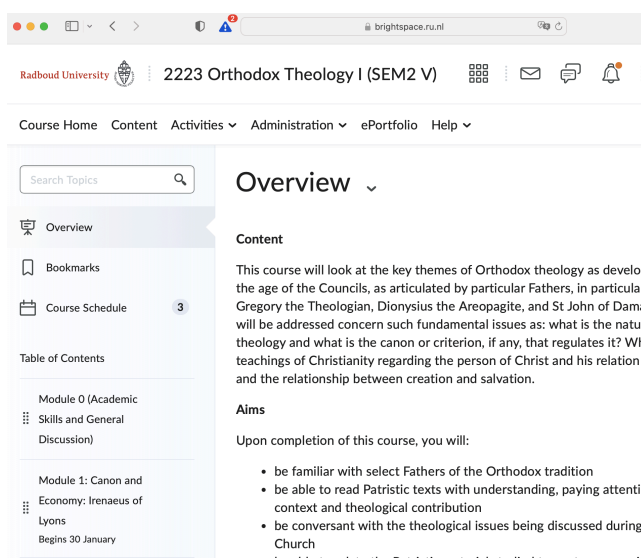 2
brightspace.ru.nl
Radboud University
2223 Orthodox Theology I (SEM2 V)
Course Home Content Activities Administration ePortfolio Help
Search Topics
Overview
Bookmarks
Course Schedule 3
Table of Contents
Module 0 (Academic
Skills and General
Discussion)
Module 1: Canon and
Economy: Irenaeus of
Lyons
Begins 30 January
Overview
Content
This course will look at the key themes of Orthodox theology as develo
the age of the Councils, as articulated by particular Fathers, in particula
Gregory the Theologian, Dionysius the Areopagite, and St John of Dama
will be addressed concern such fundamental issues as: what is the natu
theology and what is the canon or criterion, if any, that regulates it? Wh
teachings of Christianity regarding the person of Christ and his relation
and the relationship between creation and salvation.
Aims
Upon completion of this course, you will:
• be familiar with select Fathers of the Orthodox tradition
• be able to read Patristic texts with understanding, paying attenti
context and theological contribution
• be conversant with the theological issues being discussed during
Church